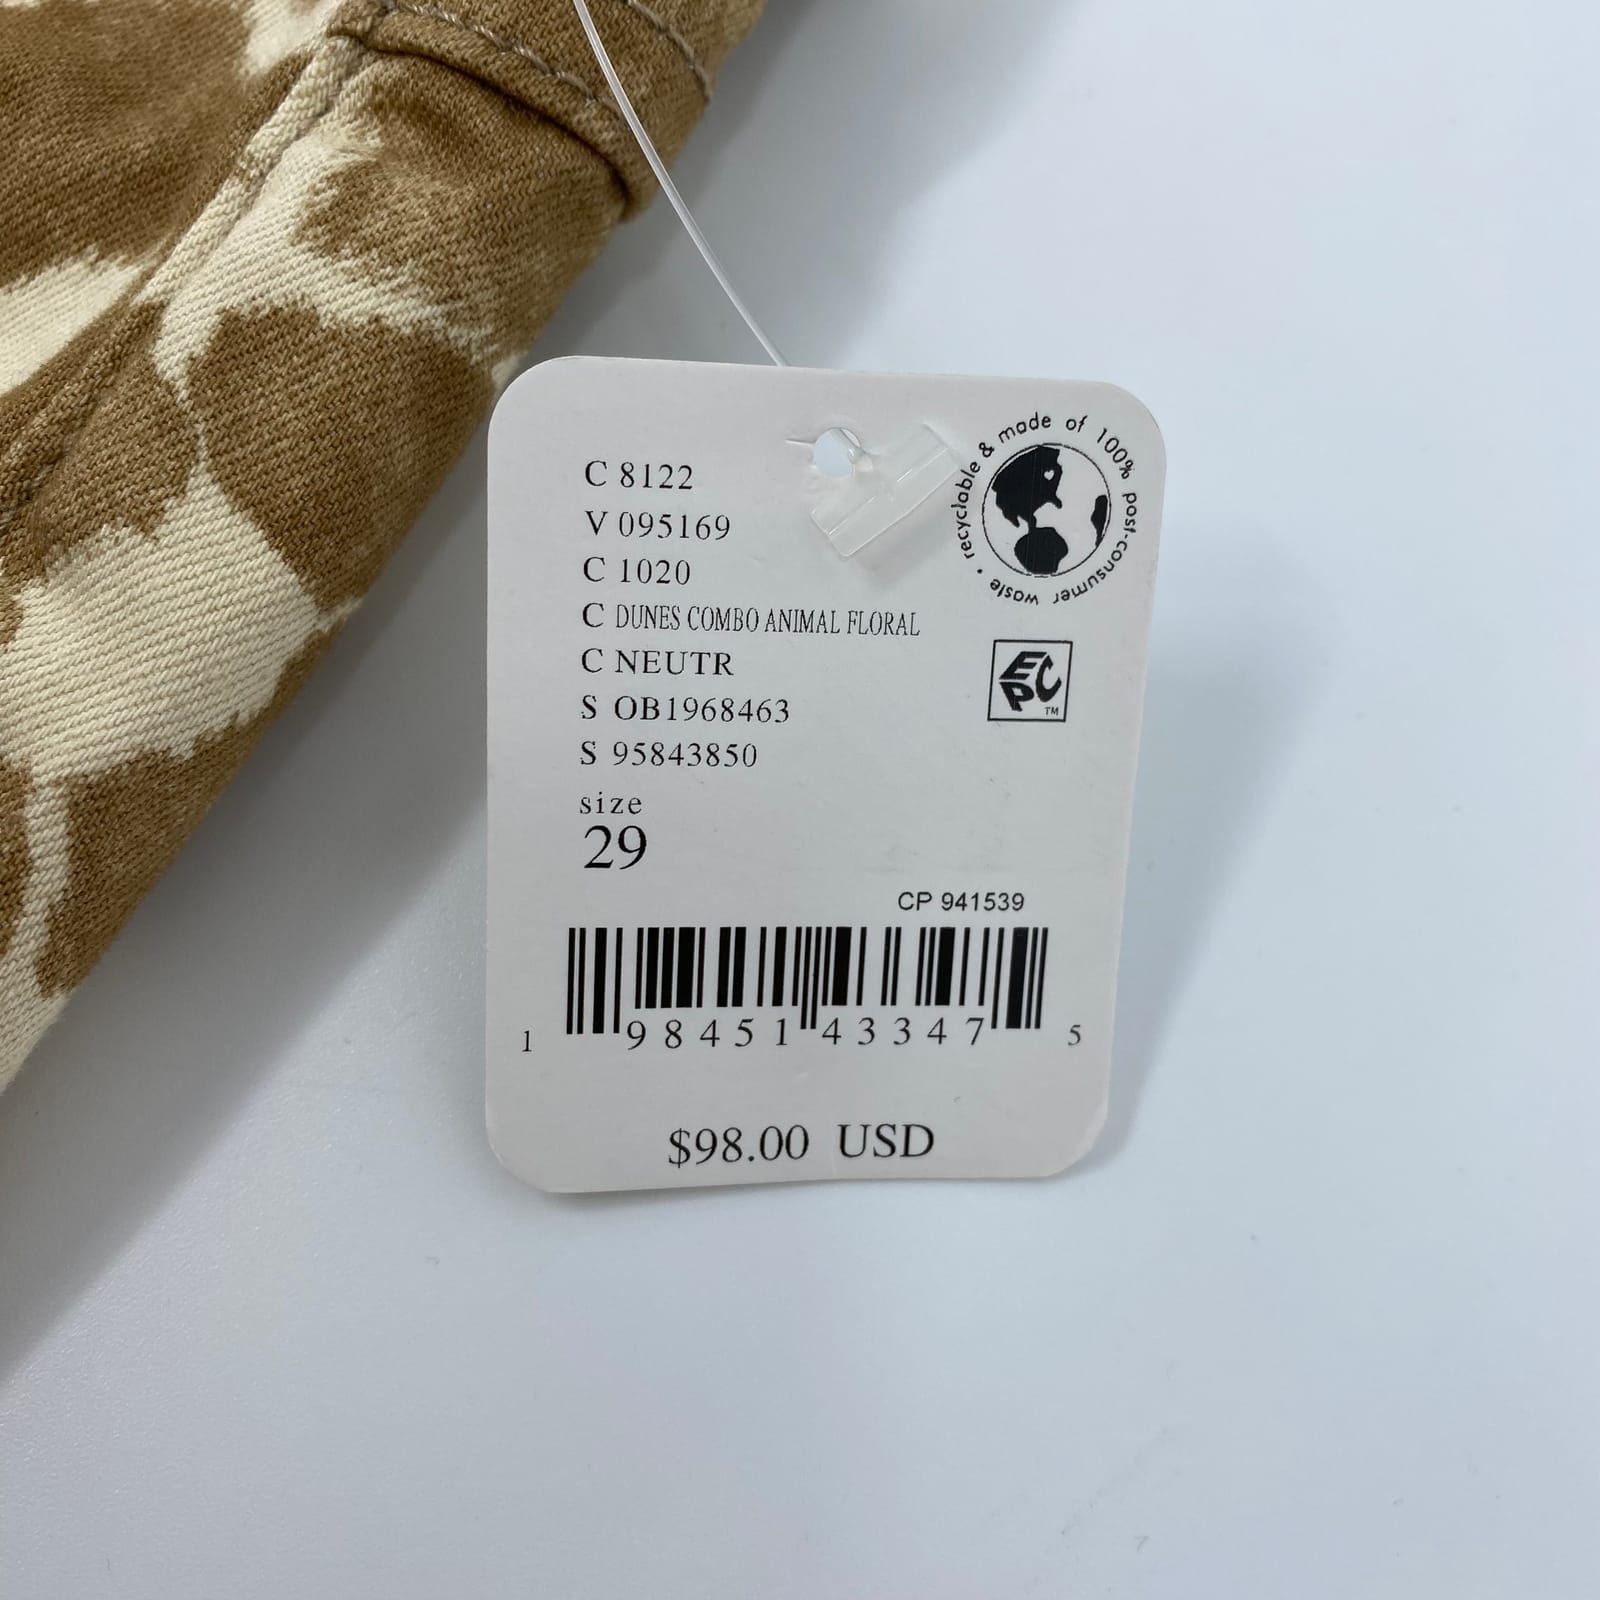 C 8122
V 095169
C 1020
C DUNES COMBO ANIMAL FLORAL
C NEUTR
S OB1968463
S 95843850
size
29
recyclable & made of 100% post-consumer waste •
ECPC™
CP 941539
1 98451 43347 5
$98.00 USD